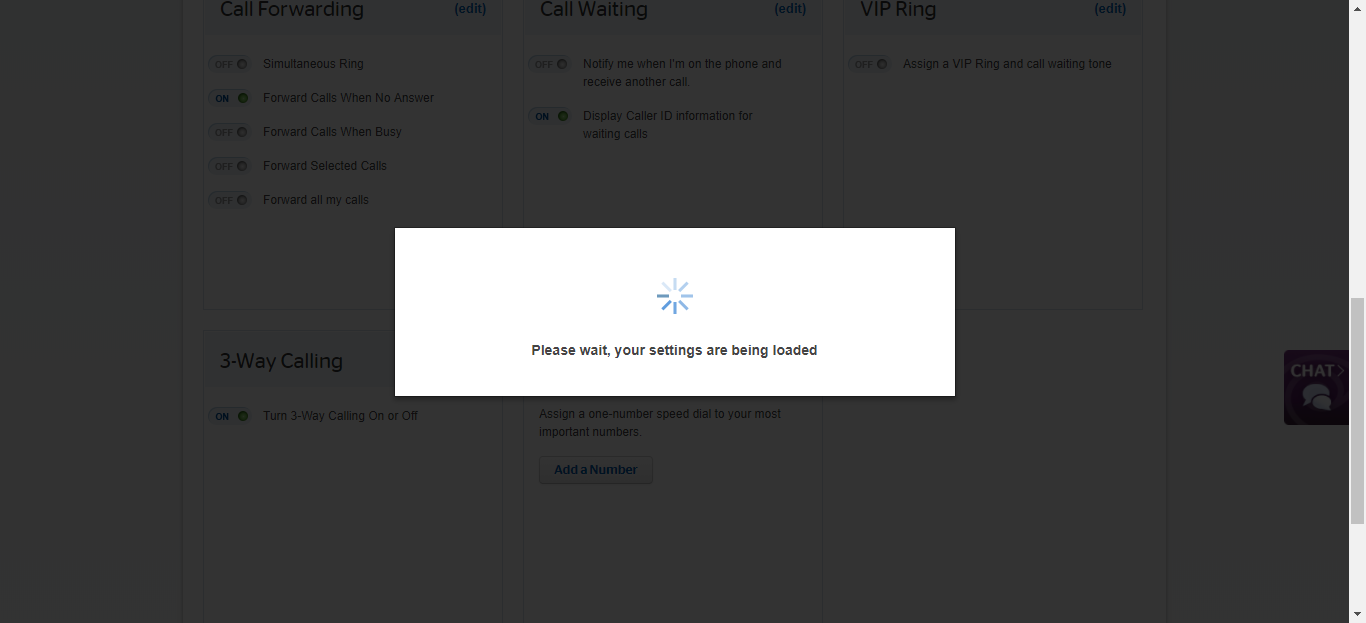 Call Forwarding
(edit)
Call Waiting
(edit)
VIP Ring
(edit)
OFF
Simultaneous Ring
ON
Forward Calls When No Answer
OFF
Forward Calls When Busy
OFF
Forward Selected Calls
OFF
Forward all my calls
OFF
Notify me when I'm on the phone and
receive another call.
ON
Display Caller ID information for
waiting calls
OFF
Assign a VIP Ring and call waiting tone
Please wait, your settings are being loaded
3-Way Calling
ON
Turn 3-Way Calling On or Off
Assign a one-number speed dial to your most
important numbers.
Add a Number
CHAT>